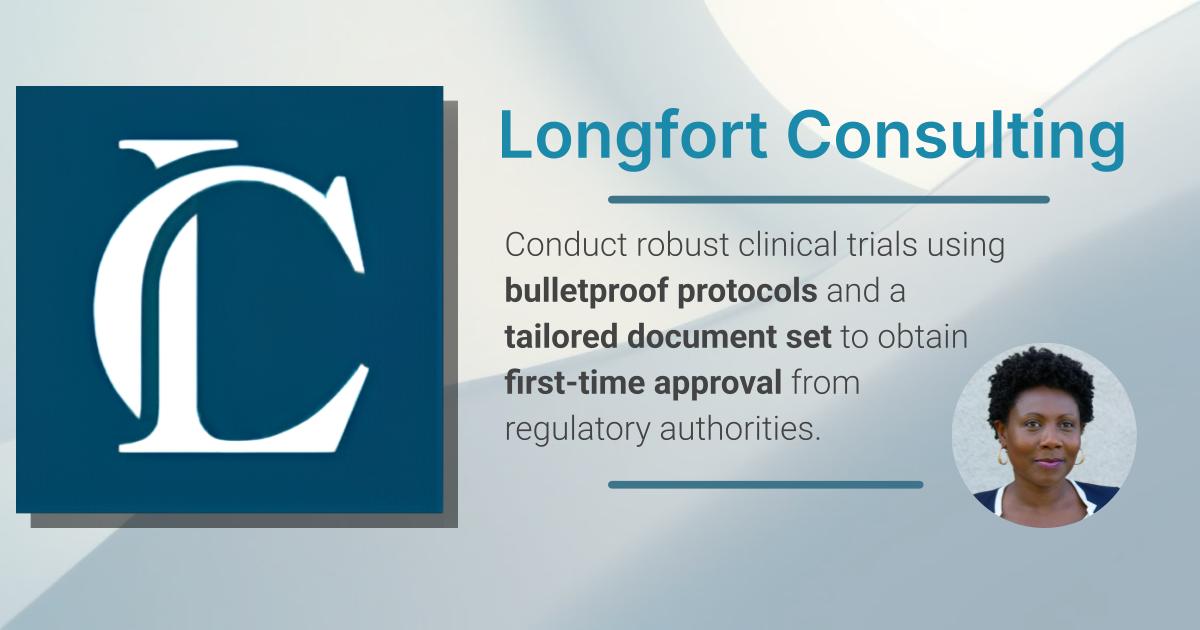 LC
Longfort Consulting
Conduct robust clinical trials using
bulletproof protocols and a
tailored document set to obtain
first-time approval from
regulatory authorities.